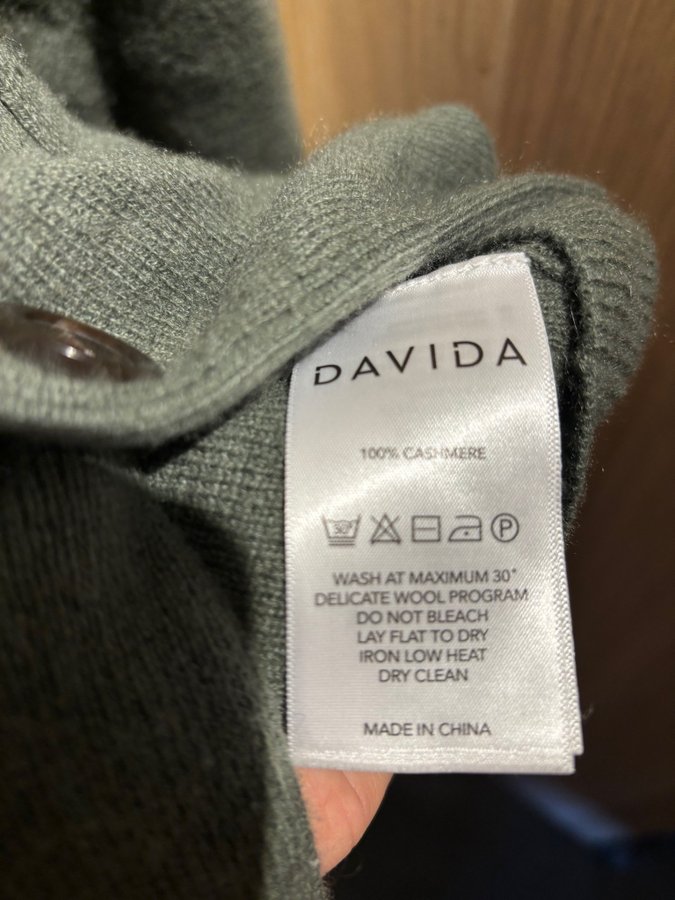 DAVIDA
100% CASHMERE
30° P
WASH AT MAXIMUM 30°
DELICATE WOOL PROGRAM
DO NOT BLEACH
LAY FLAT TO DRY
IRON LOW HEAT
DRY CLEAN
MADE IN CHINA